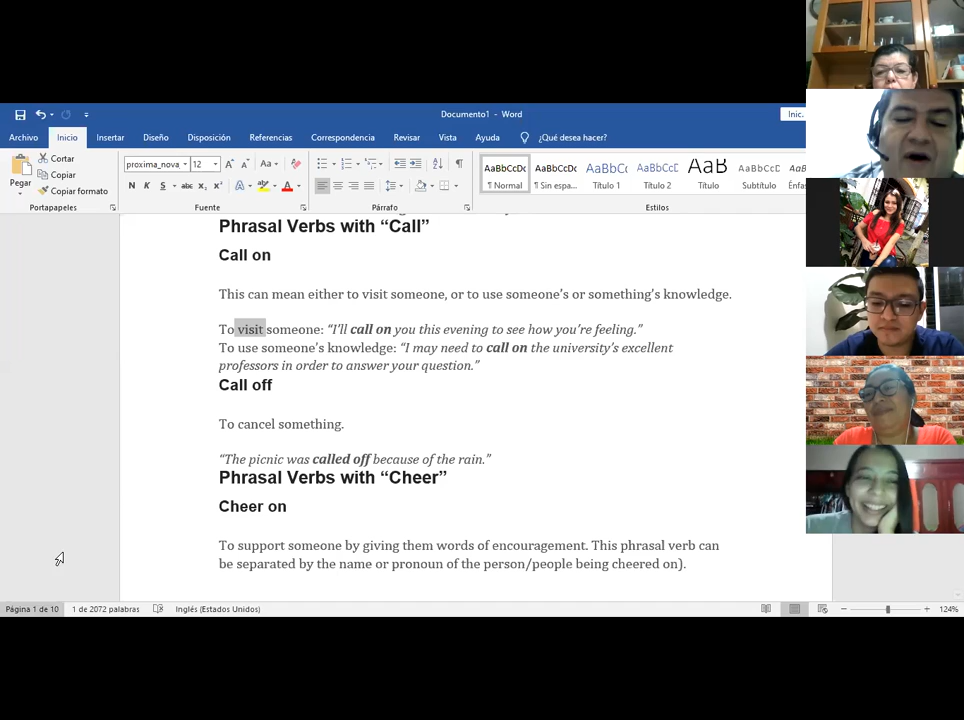 Documento1 - Word
Inic.
Archivo Inicio Insertar Diseño Disposición Referencias Correspondencia Revisar Vista Ayuda ¿Qué desea hacer?
Pegar
Cortar
Copiar
Copiar formato
Portapapeles
proxima_nova 12
N K S abc x₂ x²
Fuente
Párrafo
AaBbCcDc AaBbCcDc AaBbCcD AaBbCcD AaB AaBbCcD AaBbCcDc
¶ Normal ¶ Sin espa... Título 1 Título 2 Título Subtítulo Énfas
Estilos
Phrasal Verbs with “Call”
Call on
This can mean either to visit someone, or to use someone’s or something’s knowledge.
To visit someone: “I’ll call on you this evening to see how you’re feeling.”
To use someone’s knowledge: “I may need to call on the university’s excellent
professors in order to answer your question.”
Call off
To cancel something.
“The picnic was called off because of the rain.”
Phrasal Verbs with “Cheer”
Cheer on
To support someone by giving them words of encouragement. This phrasal verb can
be separated by the name or pronoun of the person/people being cheered on).
Página 1 de 10 1 de 2072 palabras Inglés (Estados Unidos) 124%